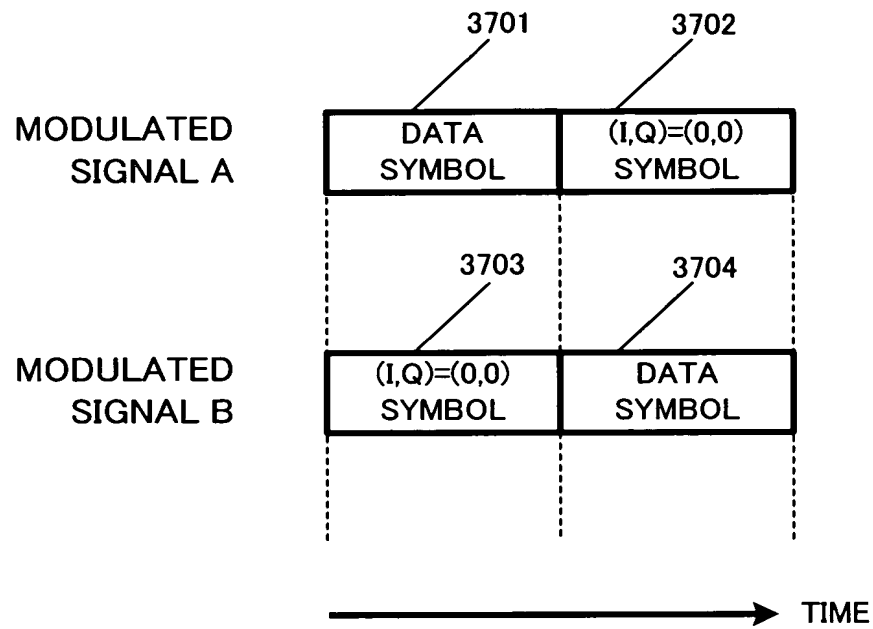 3701 3702
MODULATED
SIGNAL A
DATA
SYMBOL
(I,Q)=(0,0)
SYMBOL
3703 3704
MODULATED
SIGNAL B
(I,Q)=(0,0)
SYMBOL
DATA
SYMBOL
TIME